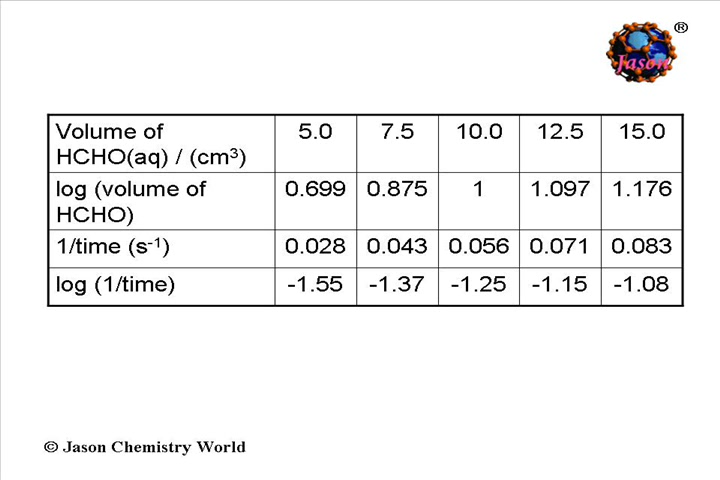 Jason ®
Volume of HCHO(aq) / (cm³) 5.0 7.5 10.0 12.5 15.0
log (volume of HCHO) 0.699 0.875 1 1.097 1.176
1/time (s⁻¹) 0.028 0.043 0.056 0.071 0.083
log (1/time) -1.55 -1.37 -1.25 -1.15 -1.08
© Jason Chemistry World